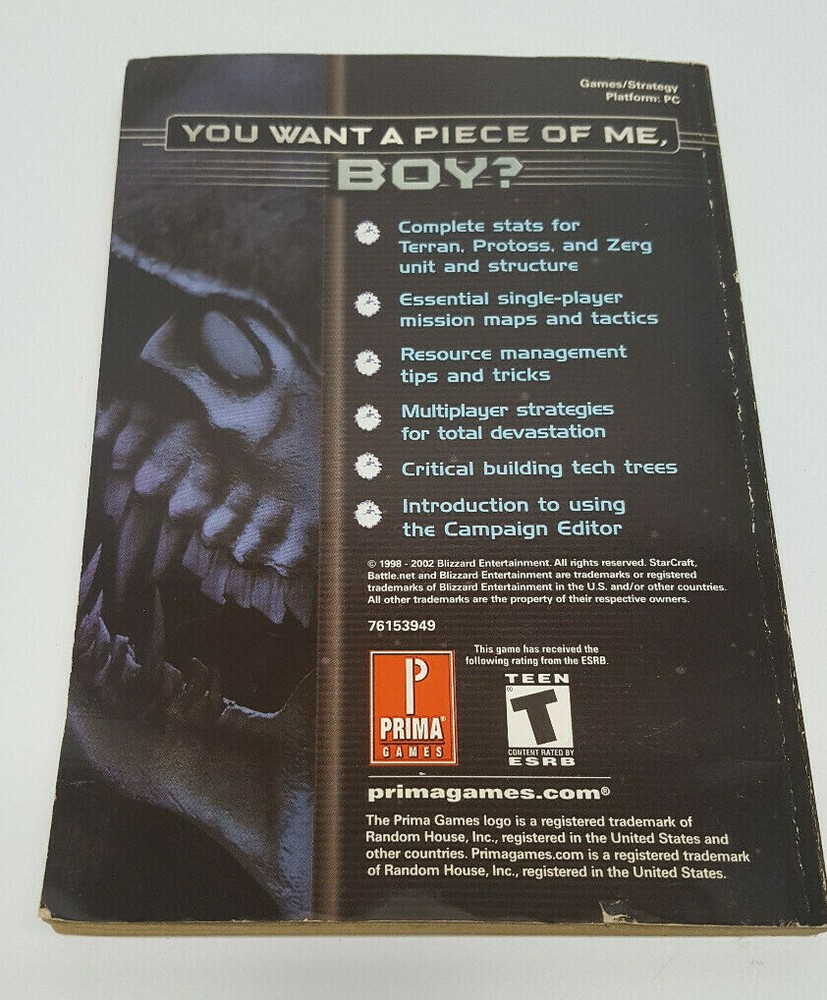 Games/Strategy
Platform: PC
YOU WANT A PIECE OF ME,
BOY?
Complete stats for
Terran, Protoss, and Zerg
unit and structure
Essential single-player
mission maps and tactics
Resource management
tips and tricks
Multiplayer strategies
for total devastation
Critical building tech trees
Introduction to using
the Campaign Editor
© 1998 - 2002 Blizzard Entertainment. All rights reserved. StarCraft,
Battle.net and Blizzard Entertainment are trademarks or registered
trademarks of Blizzard Entertainment in the U.S. and/or other countries.
All other trademarks are the property of their respective owners.
76153949
This game has received the
following rating from the ESRB.
PRIMA®
GAMES
TEEN
T
CONTENT RATED BY
ESRB
primagames.com®
The Prima Games logo is a registered trademark of
Random House, Inc., registered in the United States and
other countries. Primagames.com is a registered trademark
of Random House, Inc., registered in the United States.